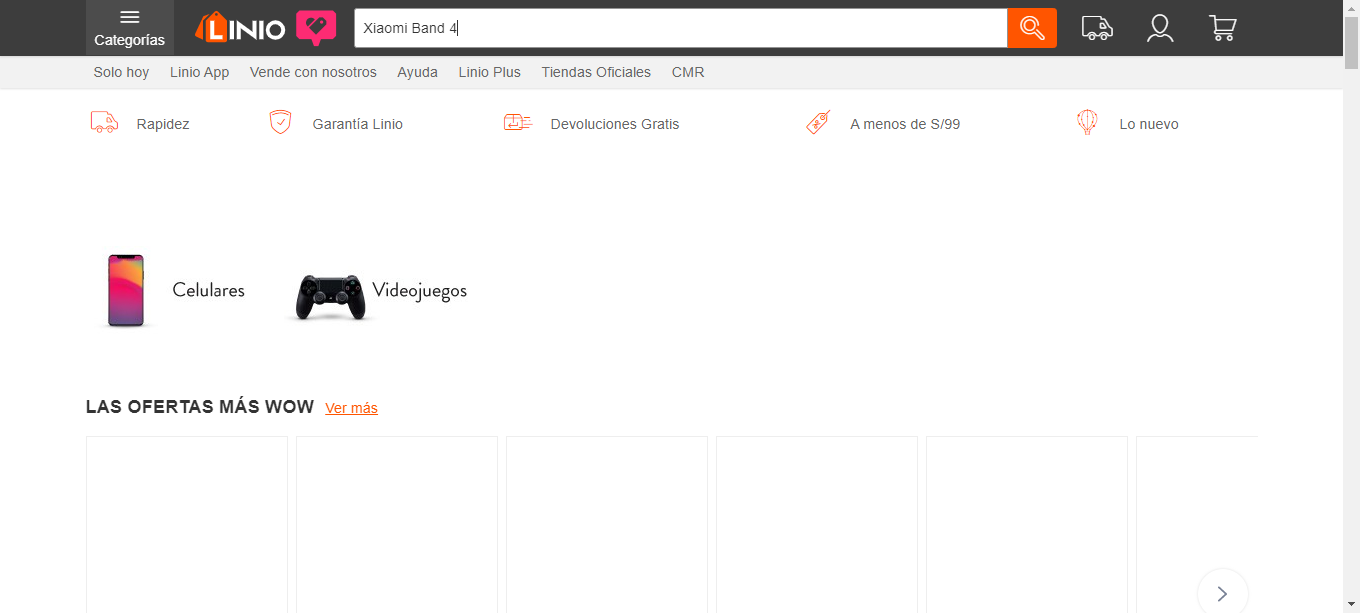 Categorías
LINIO
Xiaomi Band 4
Solo hoy Linio App Vende con nosotros Ayuda Linio Plus Tiendas Oficiales CMR
Rapidez Garantía Linio Devoluciones Gratis A menos de S/99 Lo nuevo
Celulares Videojuegos
LAS OFERTAS MÁS WOW Ver más